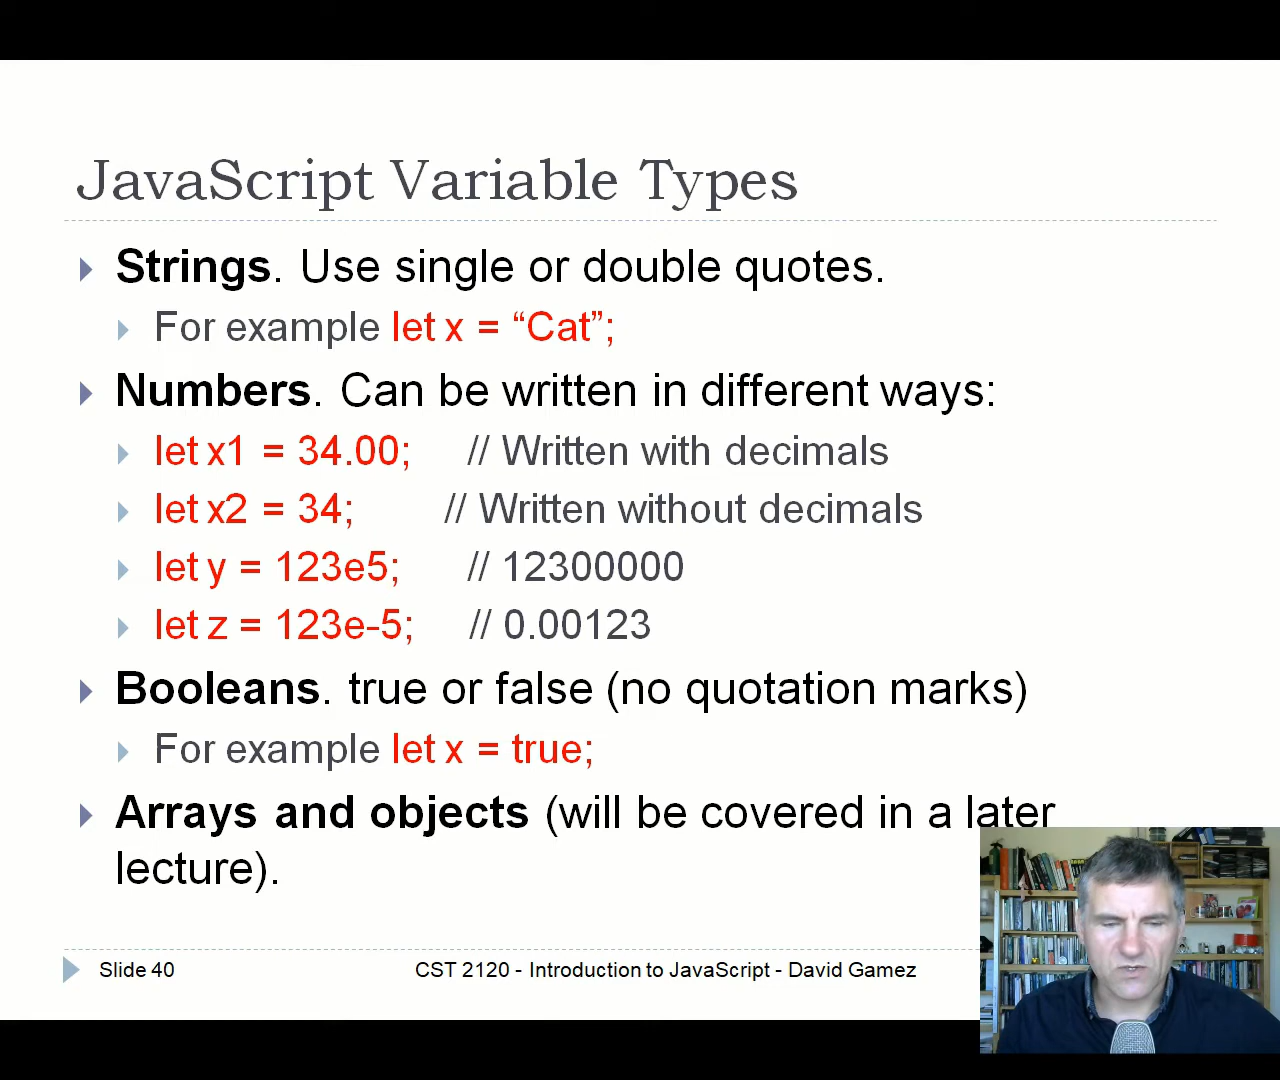 JavaScript Variable Types
Strings. Use single or double quotes.
For example let x = “Cat”;
Numbers. Can be written in different ways:
let x1 = 34.00; // Written with decimals
let x2 = 34; // Written without decimals
let y = 123e5; // 12300000
let z = 123e-5; // 0.00123
Booleans. true or false (no quotation marks)
For example let x = true;
Arrays and objects (will be covered in a later
lecture).
Slide 40
CST 2120 - Introduction to JavaScript - David Gamez